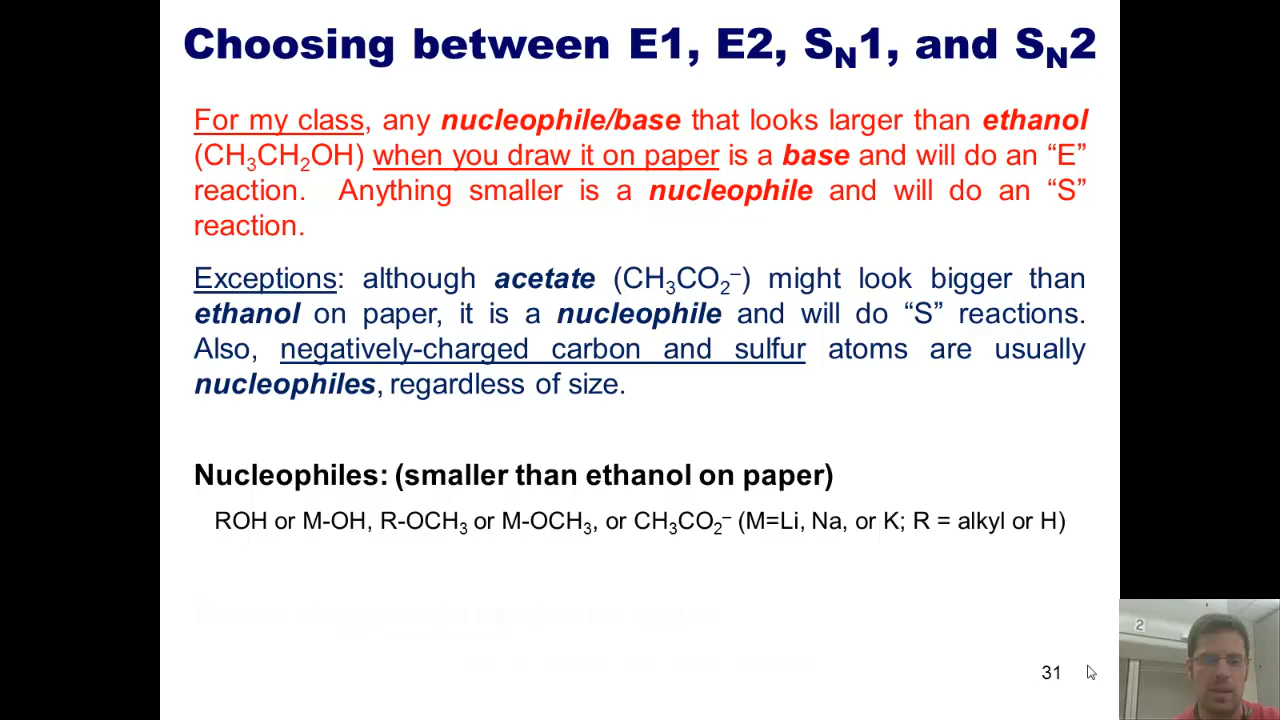 Choosing between E1, E2, SN1, and SN2
For my class, any nucleophile/base that looks larger than ethanol
(CH3CH2OH) when you draw it on paper is a base and will do an “E”
reaction. Anything smaller is a nucleophile and will do an “S”
reaction.
Exceptions: although acetate (CH3CO2–) might look bigger than
ethanol on paper, it is a nucleophile and will do “S” reactions.
Also, negatively-charged carbon and sulfur atoms are usually
nucleophiles, regardless of size.
Nucleophiles: (smaller than ethanol on paper)
ROH or M-OH, R-OCH3 or M-OCH3, or CH3CO2– (M=Li, Na, or K; R = alkyl or H)
31
2